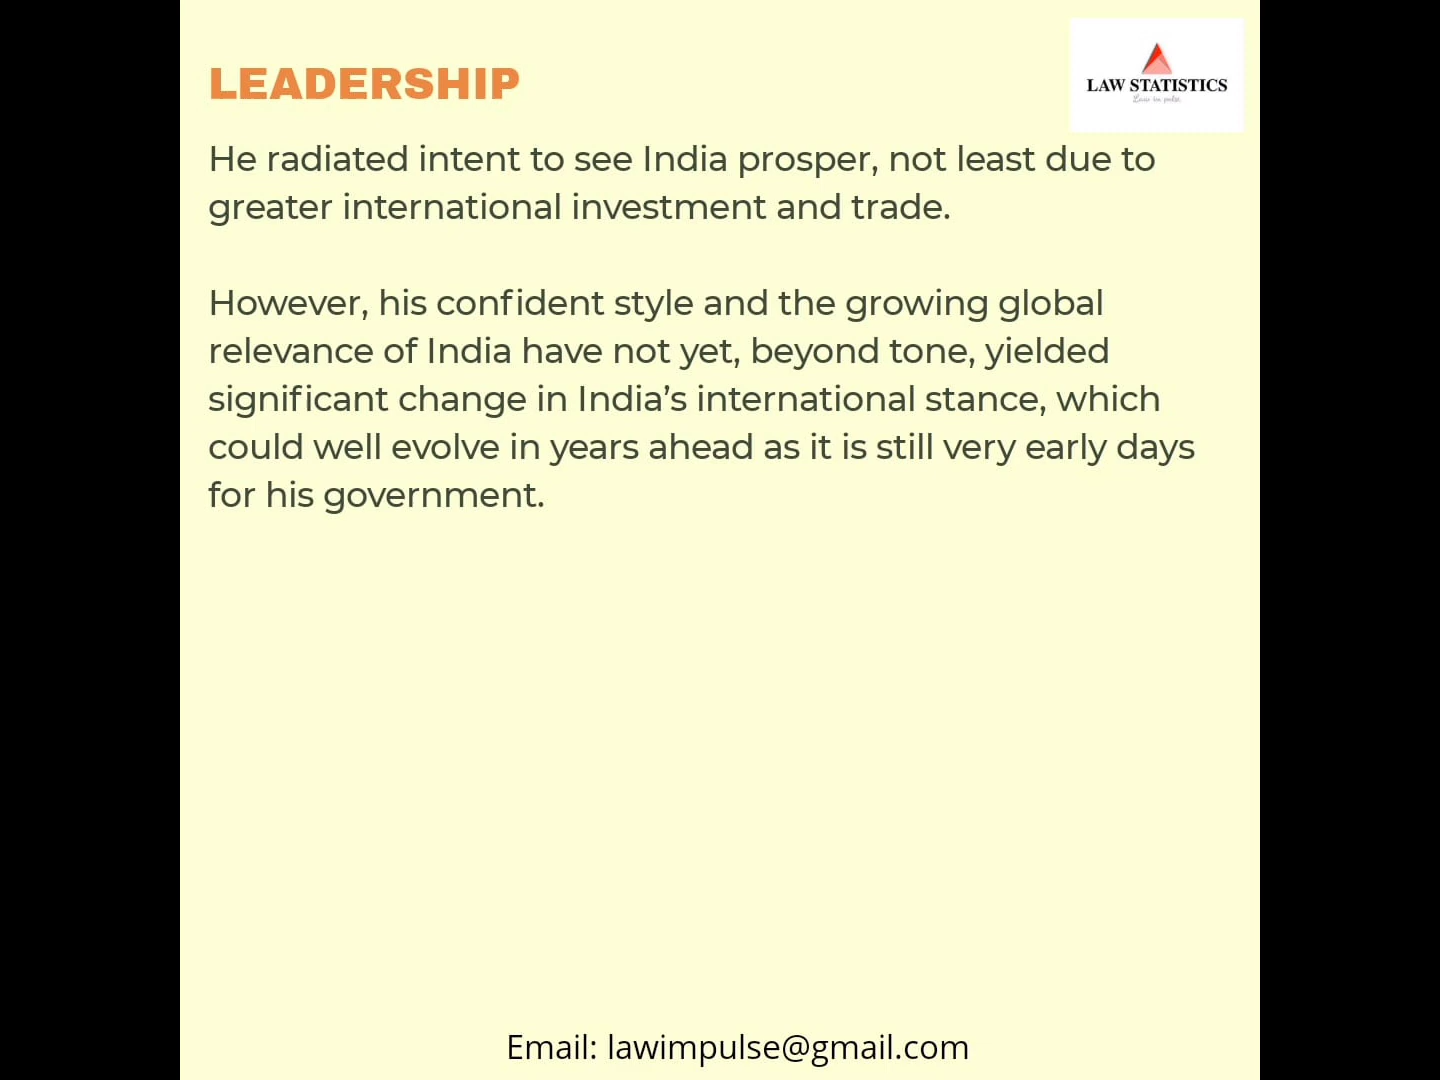 LEADERSHIP
LAW STATISTICS
Law in pulse
He radiated intent to see India prosper, not least due to
greater international investment and trade.
However, his confident style and the growing global
relevance of India have not yet, beyond tone, yielded
significant change in India’s international stance, which
could well evolve in years ahead as it is still very early days
for his government.
Email: lawimpulse@gmail.com